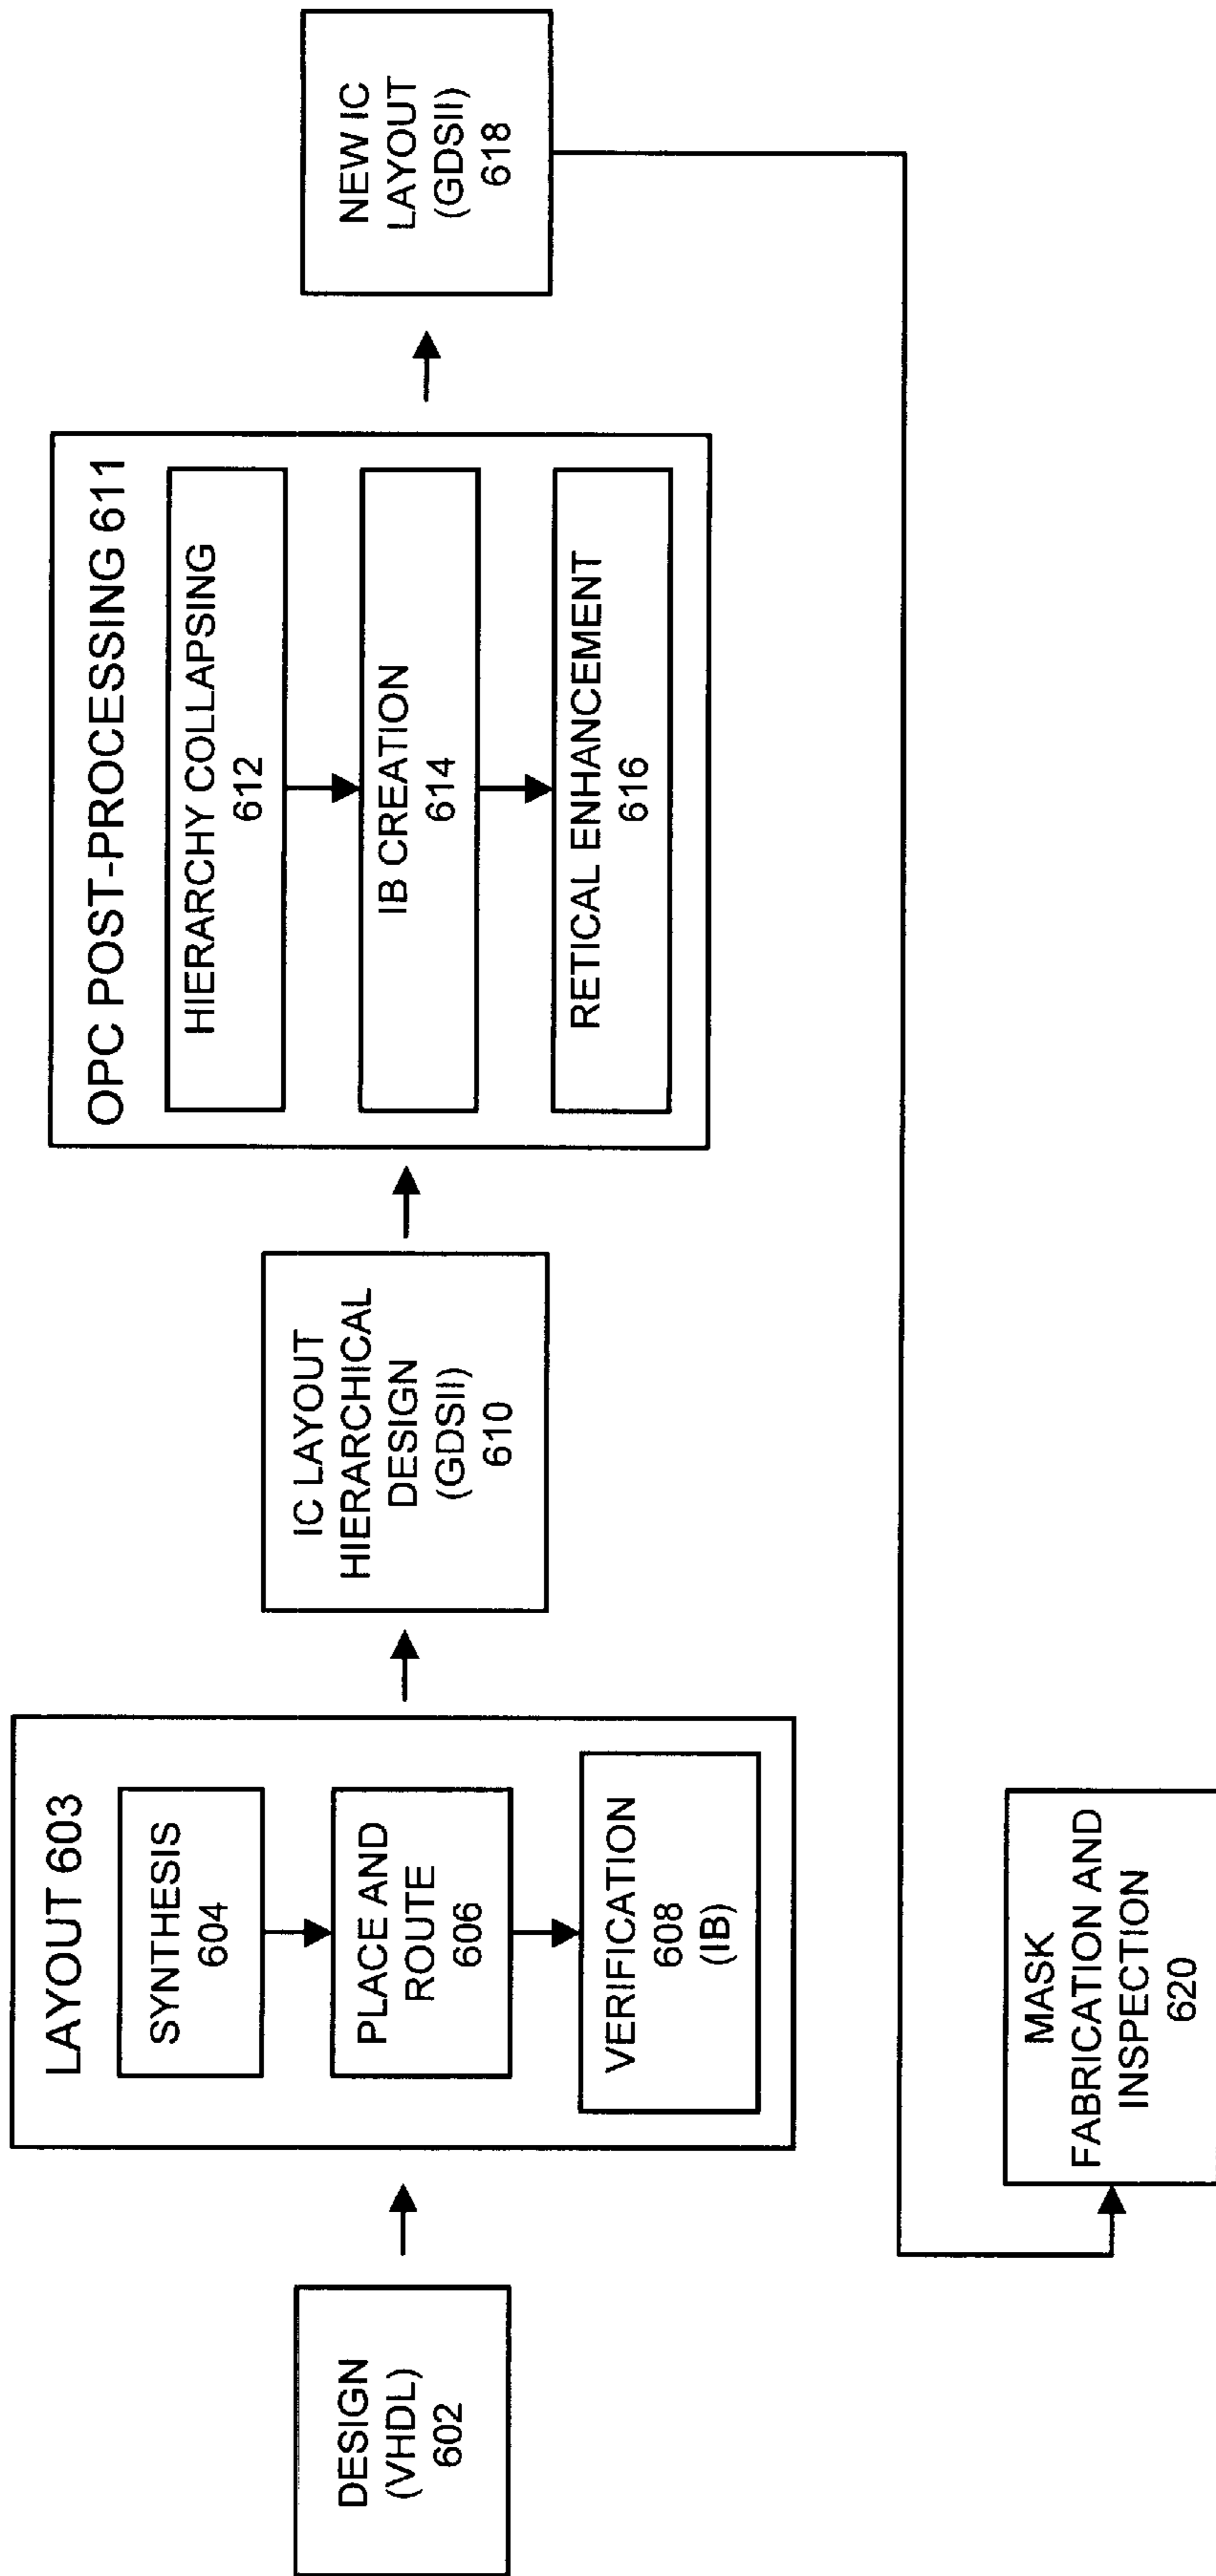 DESIGN
(VHDL)
602
LAYOUT 603
SYNTHESIS
604
PLACE AND
ROUTE
606
VERIFICATION
608
(IB)
IC LAYOUT
HIERARCHICAL
DESIGN
(GDSII)
610
OPC POST-PROCESSING 611
HIERARCHY COLLAPSING
612
IB CREATION
614
RETICAL ENHANCEMENT
616
NEW IC
LAYOUT
(GDSII)
618
MASK
FABRICATION AND
INSPECTION
620